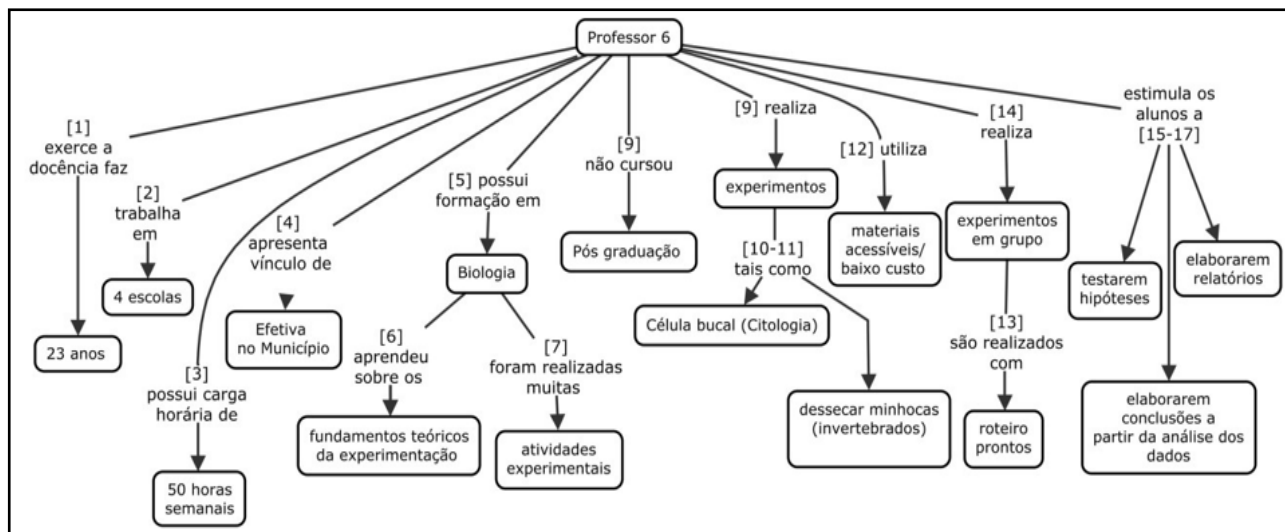 Professor 6
[1]
exerce a
docência faz
23 anos
[2]
trabalha
em
4 escolas
[3]
possui carga
horária de
50 horas
semanais
[4]
apresenta
vínculo de
Efetiva
no Município
[5] possui
formação em
Biologia
[6]
aprendeu
sobre os
fundamentos teóricos
da experimentação
[7]
foram realizadas
muitas
atividades
experimentais
[9]
não cursou
Pós graduação
[9] realiza
experimentos
[10-11]
tais como
Célula bucal (Citologia)
dessecar minhocas
(invertebrados)
[12] utiliza
materiais
acessíveis/
baixo custo
[14]
realiza
experimentos
em grupo
[13]
são realizados
com
roteiro
prontos
estimula os
alunos a
[15-17]
testarem
hipóteses
elaborarem
conclusões a
partir da análise dos
dados
elaborarem
relatórios